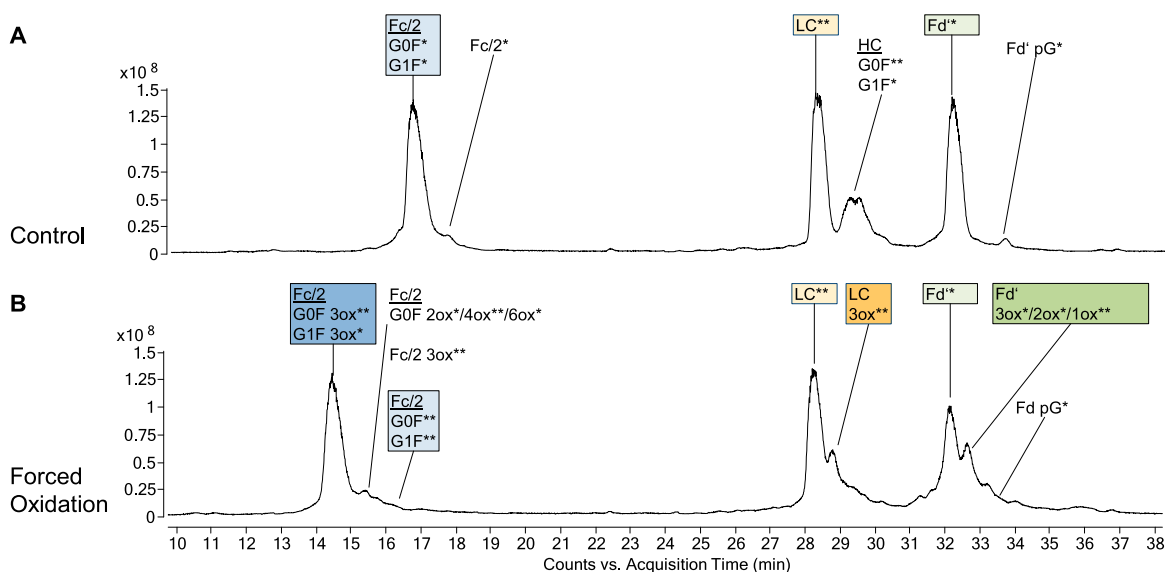 A
Fc/2
G0F*
G1F*
Fc/2*
LC**
HC
G0F**
G1F*
Fd‘*
Fd‘ pG*
x10 8
1.5
1.25
1
0.75
0.5
0.25
0
Control
B
Fc/2
G0F 3ox**
G1F 3ox*
Fc/2
G0F 2ox*/4ox**/6ox*
Fc/2 3ox**
Fc/2
G0F**
G1F**
LC**
LC
3ox**
Fd‘*
Fd‘
3ox*/2ox*/1ox**
Fd pG*
x10 8
1.5
1.25
1
0.75
0.5
0.25
0
Forced
Oxidation
10 11 12 13 14 15 16 17 18 19 20 21 22 23 24 25 26 27 28 29 30 31 32 33 34 35 36 37 38
Counts vs. Acquisition Time (min)